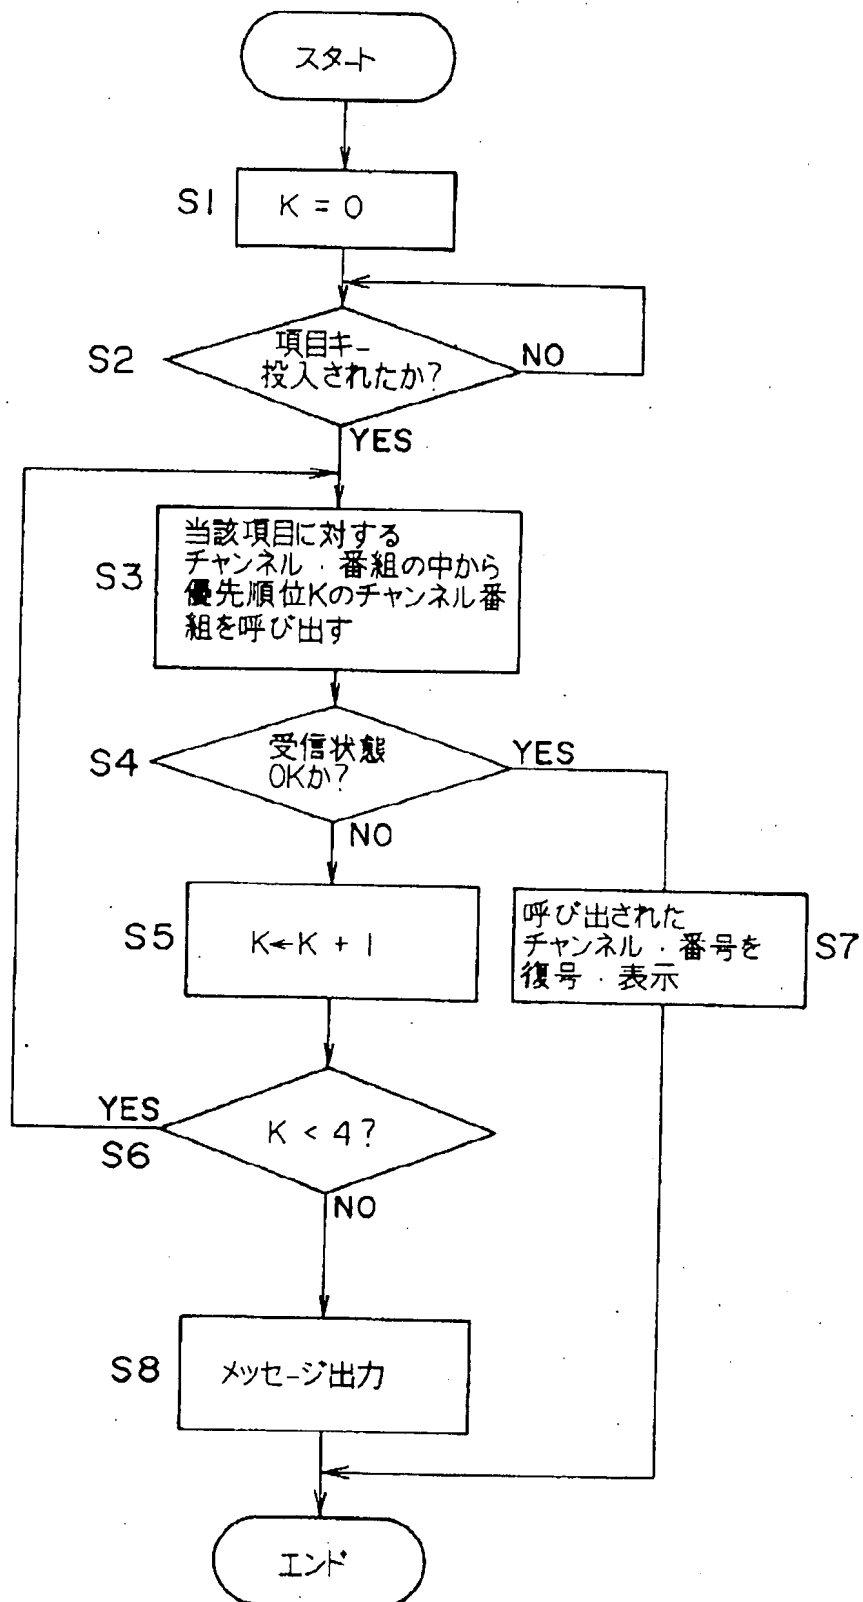 スタート
S1
K = 0
S2
項目キー
投入されたか?
NO
YES
S3
当該項目に対する
チャンネル・番組の中から
優先順位Kのチャンネル番
組を呼び出す
S4
受信状態
OKか?
YES
NO
S5
K←K + 1
呼び出された
チャンネル・番号を
復号・表示
S7
YES
S6
K < 4?
NO
S8
メッセージ出力
エンド